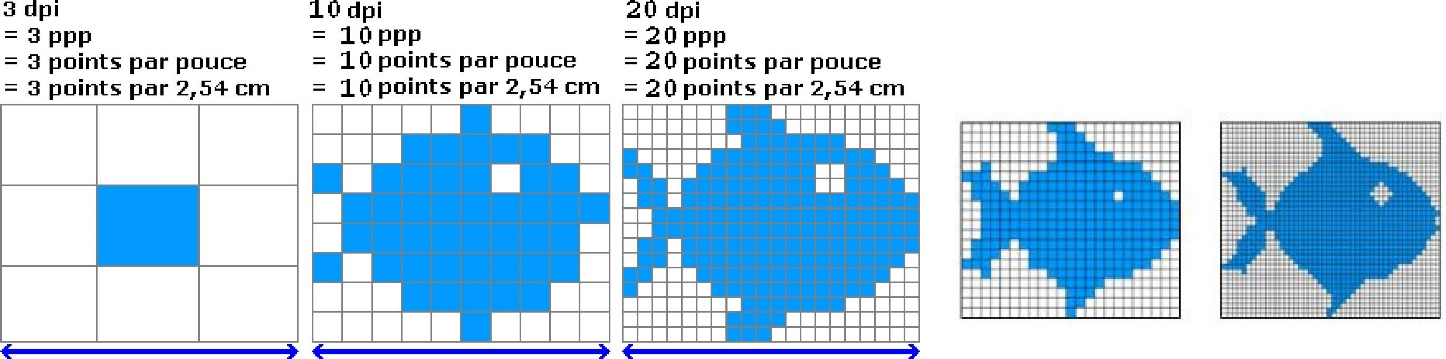 3 dpi
= 3 ppp
= 3 points par pouce
= 3 points par 2,54 cm
10 dpi
= 10 ppp
= 10 points par pouce
= 10 points par 2,54 cm
20 dpi
= 20 ppp
= 20 points par pouce
= 20 points par 2,54 cm